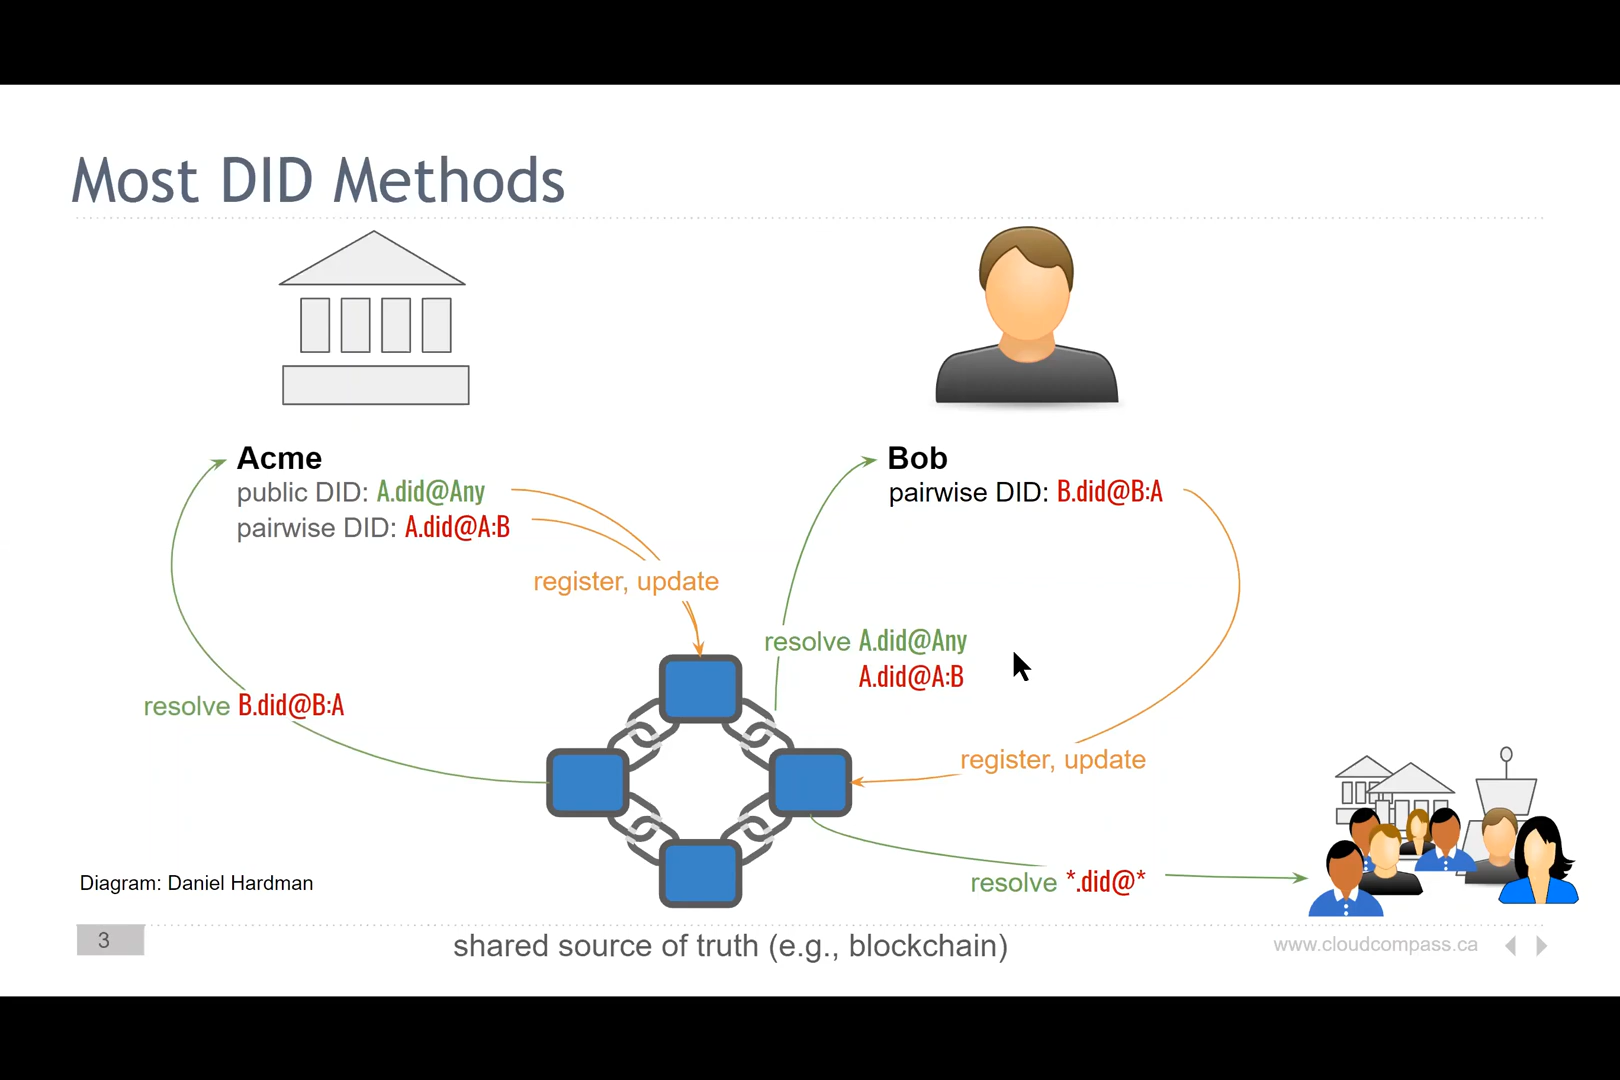 Most DID Methods
Acme
public DID: A.did@Any
pairwise DID: A.did@A:B
Bob
pairwise DID: B.did@B:A
register, update
resolve A.did@Any
A.did@A:B
resolve B.did@B:A
register, update
resolve *.did@*
Diagram: Daniel Hardman
3
shared source of truth (e.g., blockchain)
www.cloudcompass.ca